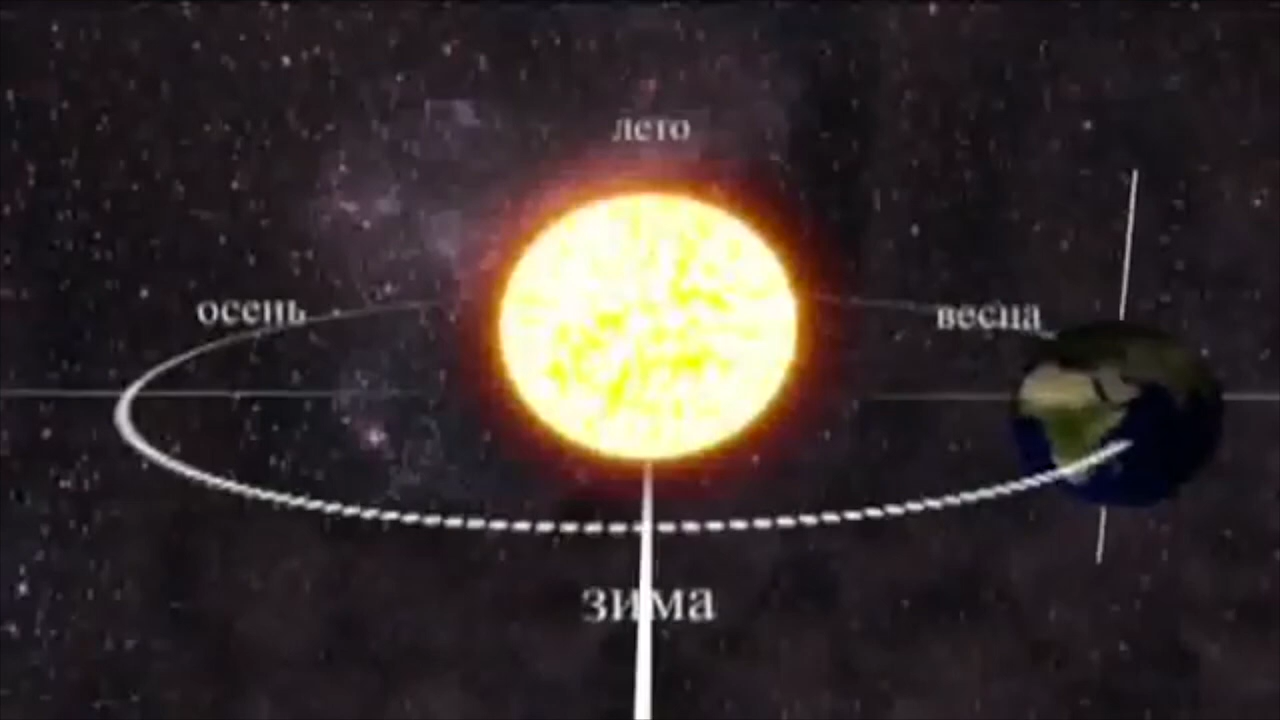 лето
осень
весна
зима